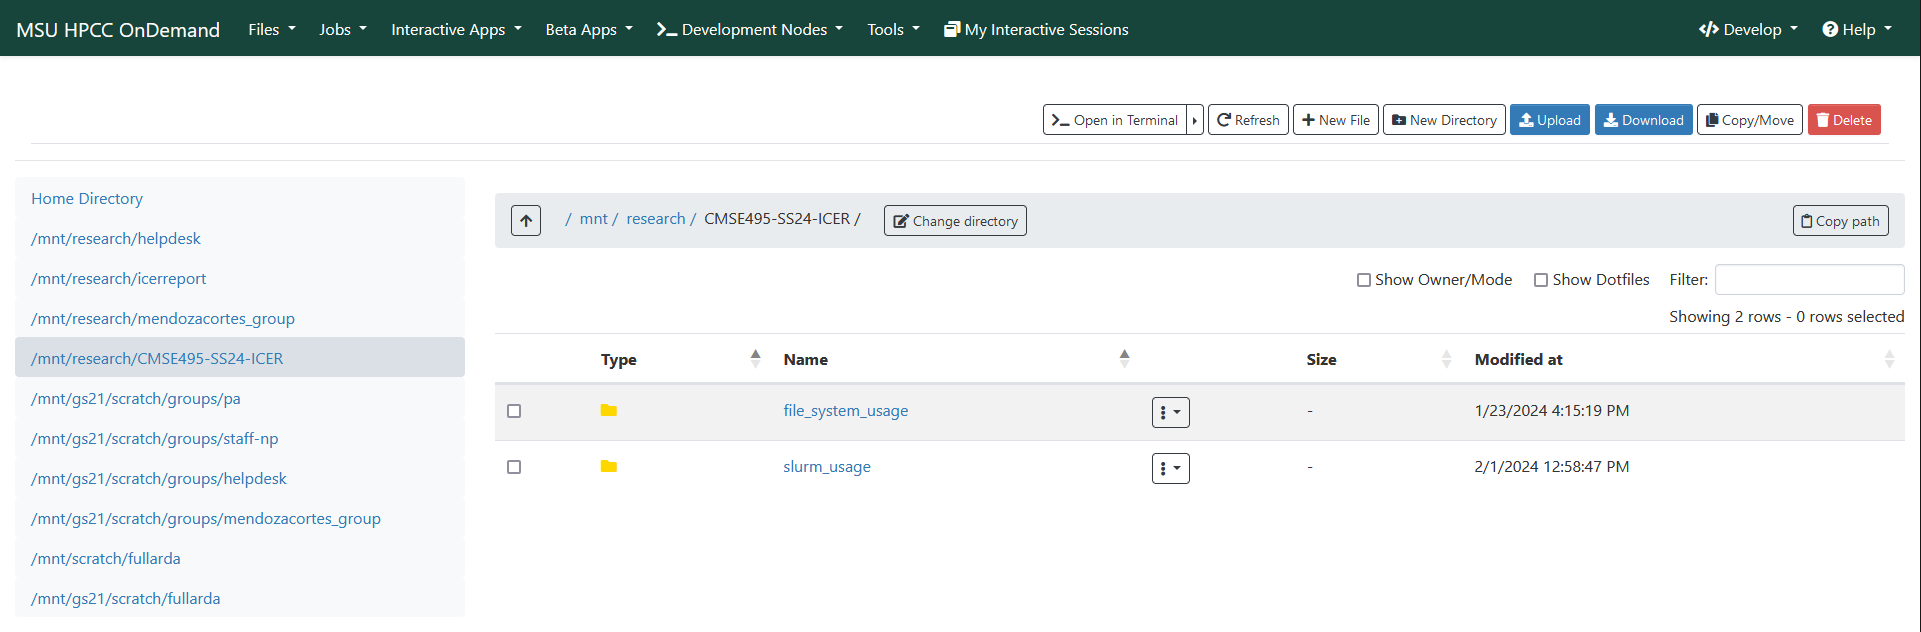 MSU HPCC OnDemand Files Jobs Interactive Apps Beta Apps Development Nodes Tools My Interactive Sessions Develop Help
Open in Terminal Refresh New File New Directory Upload Download Copy/Move Delete
Home Directory
/mnt/research/helpdesk
/mnt/research/icerreport
/mnt/research/mendozacortes_group
/mnt/research/CMSE495-SS24-ICER
/mnt/gs21/scratch/groups/pa
/mnt/gs21/scratch/groups/staff-np
/mnt/gs21/scratch/groups/helpdesk
/mnt/gs21/scratch/groups/mendozacortes_group
/mnt/scratch/fullarda
/mnt/gs21/scratch/fullarda
/ mnt / research / CMSE495-SS24-ICER / Change directory Copy path
Show Owner/Mode Show Dotfiles Filter:
Showing 2 rows - 0 rows selected
Type Name Size Modified at
file_system_usage - 1/23/2024 4:15:19 PM
slurm_usage - 2/1/2024 12:58:47 PM